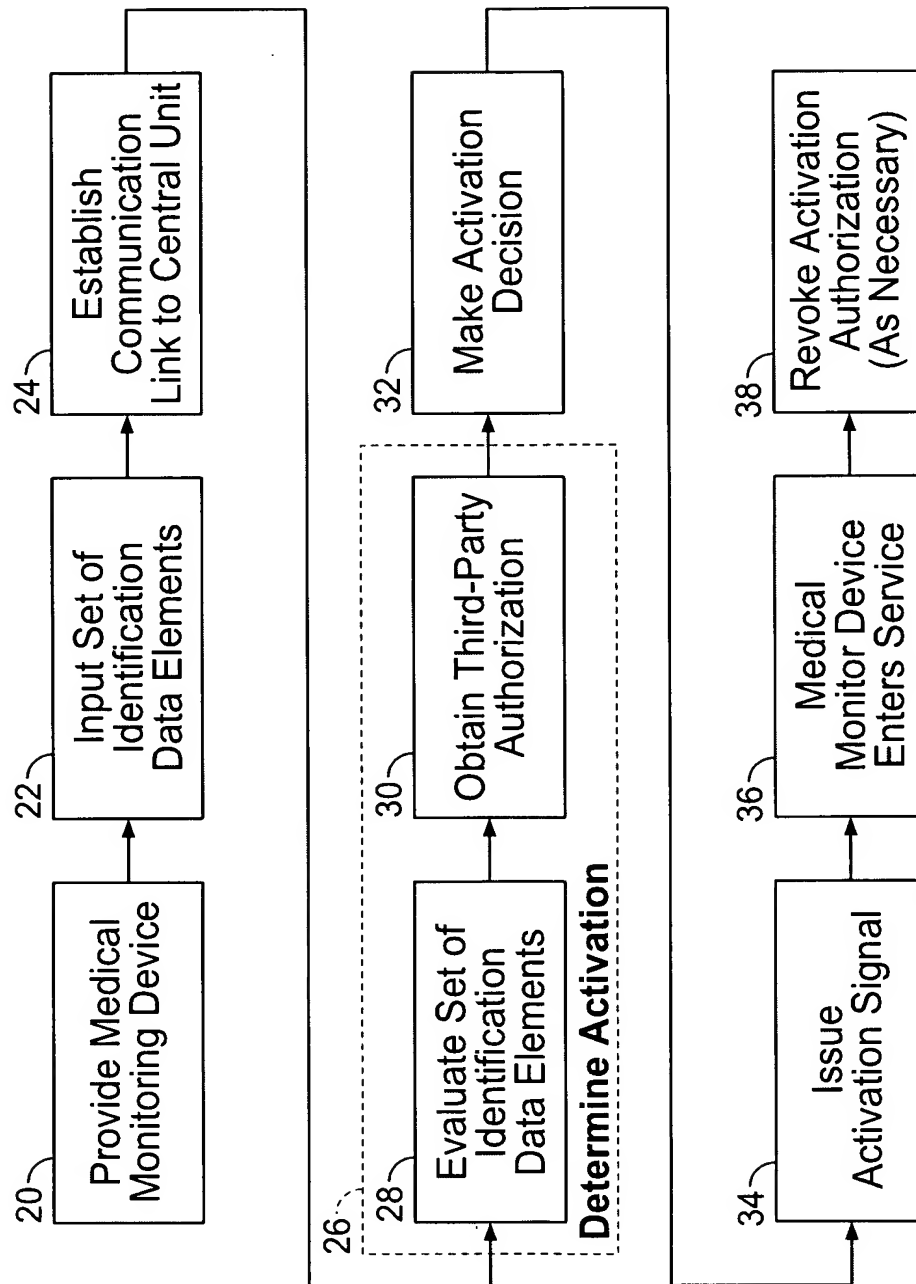 20
Provide Medical
Monitoring Device
22
Input Set of
Identification
Data Elements
24
Establish
Communication
Link to Central Unit
26
28
Evaluate Set of
Identification
Data Elements
30
Obtain Third-Party
Authorization
Determine Activation
32
Make Activation
Decision
34
Issue
Activation Signal
36
Medical
Monitor Device
Enters Service
38
Revoke Activation
Authorization
(As Necessary)